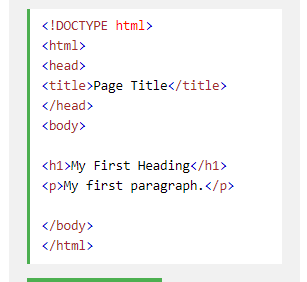 <!DOCTYPE html>
<html>
<head>
<title>Page Title</title>
</head>
<body>

<h1>My First Heading</h1>
<p>My first paragraph.</p>

</body>
</html>